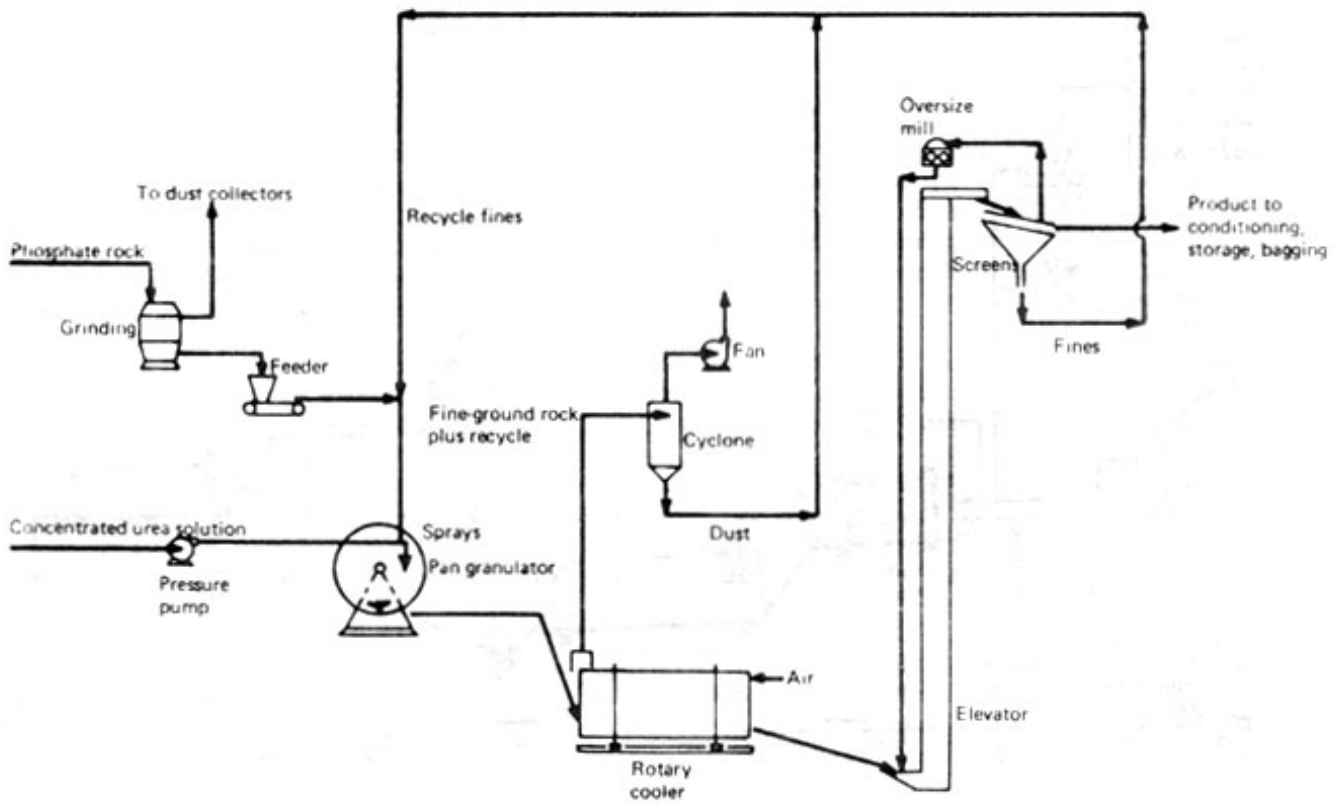 Oversize
mill
To dust collectors
Recycle fines
Product to
conditioning,
storage, bagging
Phosphate rock
Screens
Grinding
Fines
Fan
Feeder
Fine-ground rock
plus recycle
Cyclone
Concentrated urea solution
Sprays
Dust
Pan granulator
Pressure
pump
Air
Elevator
Rotary
cooler